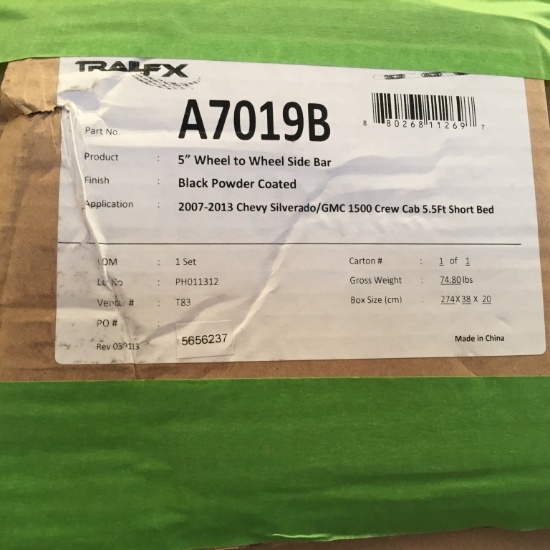 TRAILFX
Part No. A7019B
8 80268 11269 7
Product : 5" Wheel to Wheel Side Bar
Finish : Black Powder Coated
Application : 2007-2013 Chevy Silverado/GMC 1500 Crew Cab 5.5Ft Short Bed
: 1 Set Carton # : 1 of 1
: PH011312 Gross Weight : 74.80lbs
# : T83 Box Size (cm) : 274X 38 X 20
PO # : 5656237
Rev Made in China